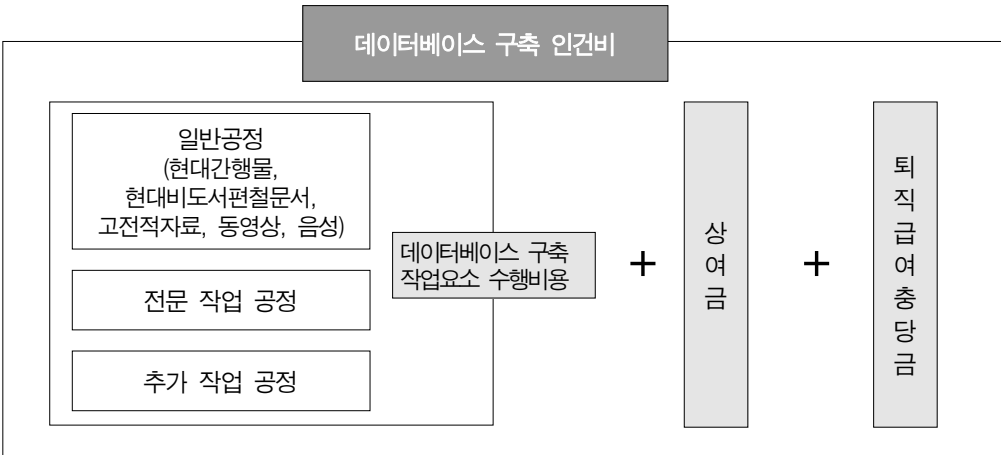 데이터베이스 구축 인건비
일반공정
(현대간행물,
현대비도서편철문서,
고전적자료, 동영상, 음성)
전문 작업 공정
추가 작업 공정
데이터베이스 구축
작업요소 수행비용
+
상여금
+
퇴직급여충당금